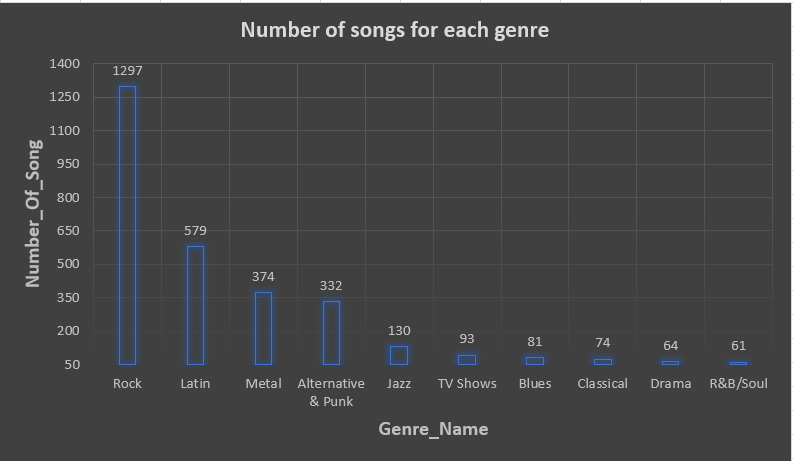 Number of songs for each genre
Number_Of_Song
1400
1250
1100
950
800
650
500
350
200
50
1297
579
374
332
130
93
81
74
64
61
Rock
Latin
Metal
Alternative
& Punk
Jazz
TV Shows
Blues
Classical
Drama
R&B/Soul
Genre_Name